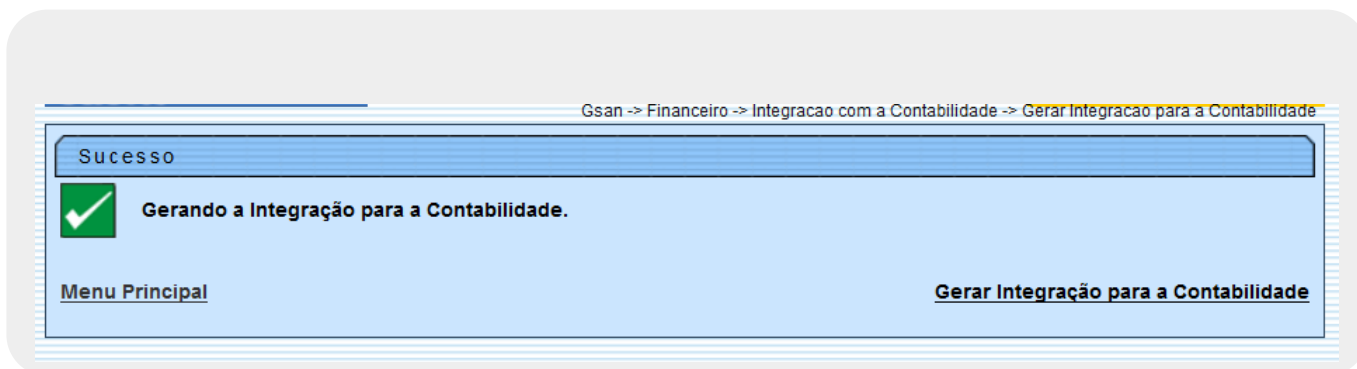 Gsan -> Financeiro -> Integracao com a Contabilidade -> Gerar Integracao para a Contabilidade
Sucesso
Gerando a Integração para a Contabilidade.
Menu Principal
Gerar Integração para a Contabilidade